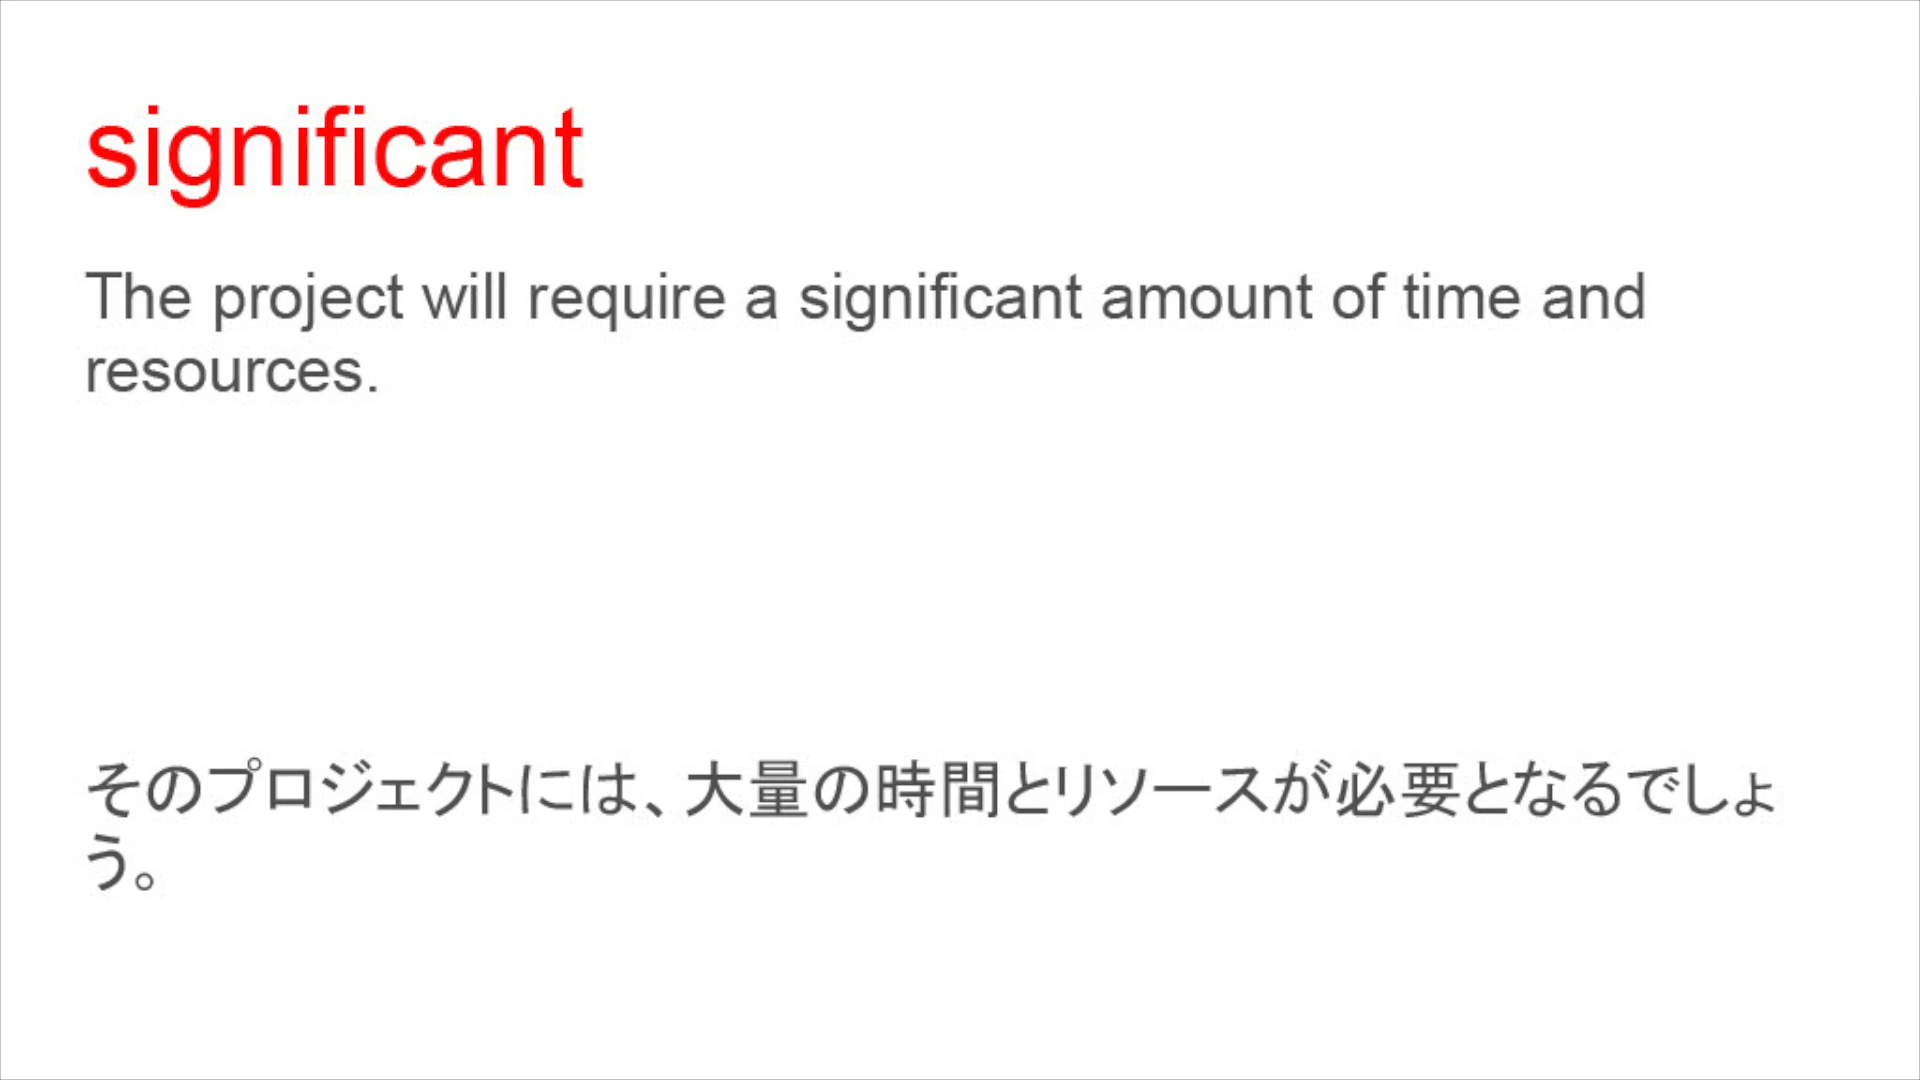 significant
The project will require a significant amount of time and
resources.
そのプロジェクトには、大量の時間とリソースが必要となるでしょ
う。